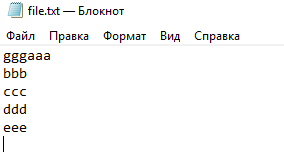 file.txt — Блокнот
Файл Правка Формат Вид Справка
gggaaa
bbb
ccc
ddd
eee